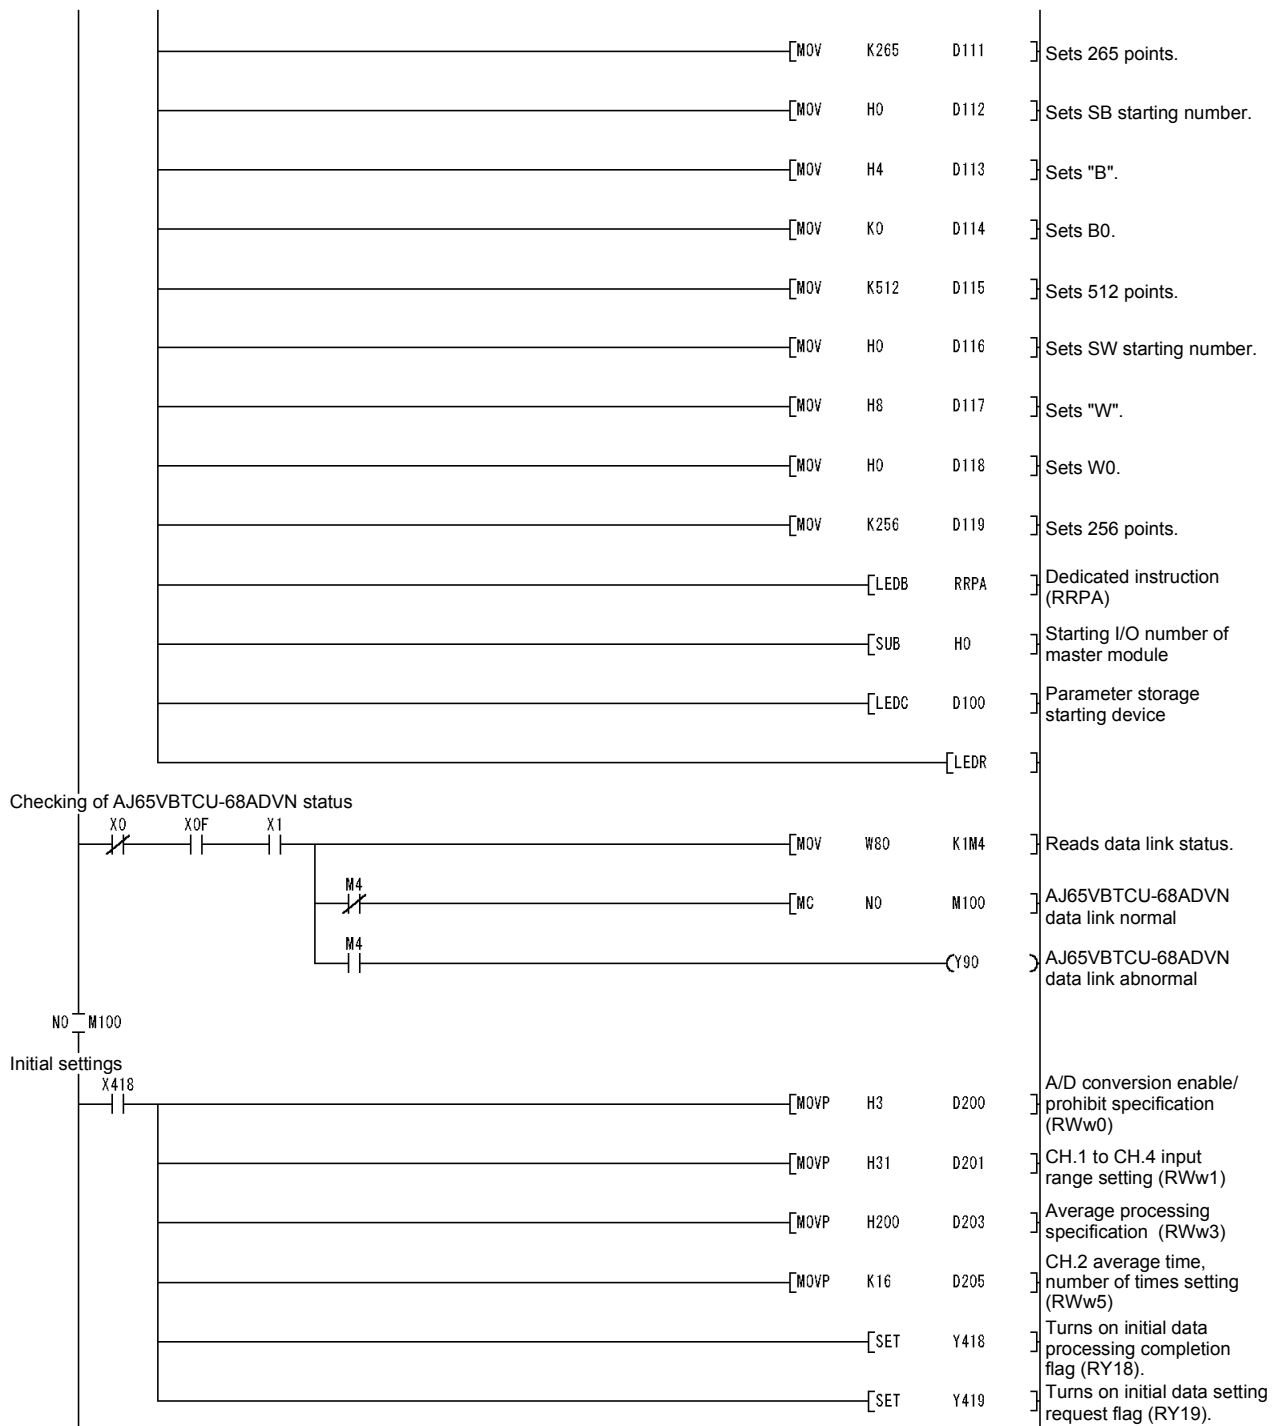 MOV K265 D111 Sets 265 points.
MOV H0 D112 Sets SB starting number.
MOV H4 D113 Sets "B".
MOV K0 D114 Sets B0.
MOV K512 D115 Sets 512 points.
MOV H0 D116 Sets SW starting number.
MOV H8 D117 Sets "W".
MOV H0 D118 Sets W0.
MOV K256 D119 Sets 256 points.
LEDB RRPA Dedicated instruction
(RRPA)
SUB H0 Starting I/O number of
master module
LEDC D100 Parameter storage
starting device
LEDR
Checking of AJ65VBTCU-68ADVN status
X0 X0F X1
MOV W80 K1M4 Reads data link status.
M4
MC N0 M100 AJ65VBTCU-68ADVN
data link normal
M4
Y90 AJ65VBTCU-68ADVN
data link abnormal
N0 M100
Initial settings
X418
MOVP H3 D200 A/D conversion enable/
prohibit specification
(RWw0)
MOVP H31 D201 CH.1 to CH.4 input
range setting (RWw1)
MOVP H200 D203 Average processing
specification (RWw3)
MOVP K16 D205 CH.2 average time,
number of times setting
(RWw5)
SET Y418 Turns on initial data
processing completion
flag (RY18).
SET Y419 Turns on initial data setting
request flag (RY19).